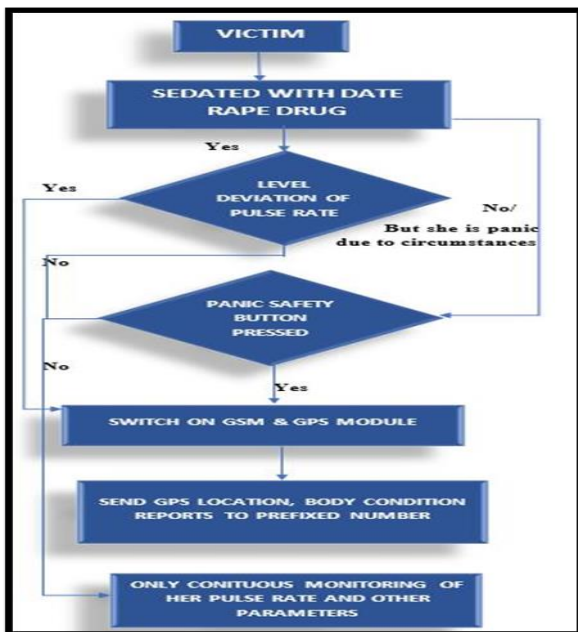 VICTIM
SEDATED WITH DATE
RAPE DRUG
Yes
Yes
LEVEL
DEVIATION OF
PULSE RATE
No/
But she is panic
due to circumstances
No
PANIC SAFETY
BUTTON
PRESSED
No
Yes
SWITCH ON GSM & GPS MODULE
SEND GPS LOCATION, BODY CONDITION
REPORTS TO PREFIXED NUMBER
ONLY CONITUOUS MONITORING OF
HER PULSE RATE AND OTHER
PARAMETERS